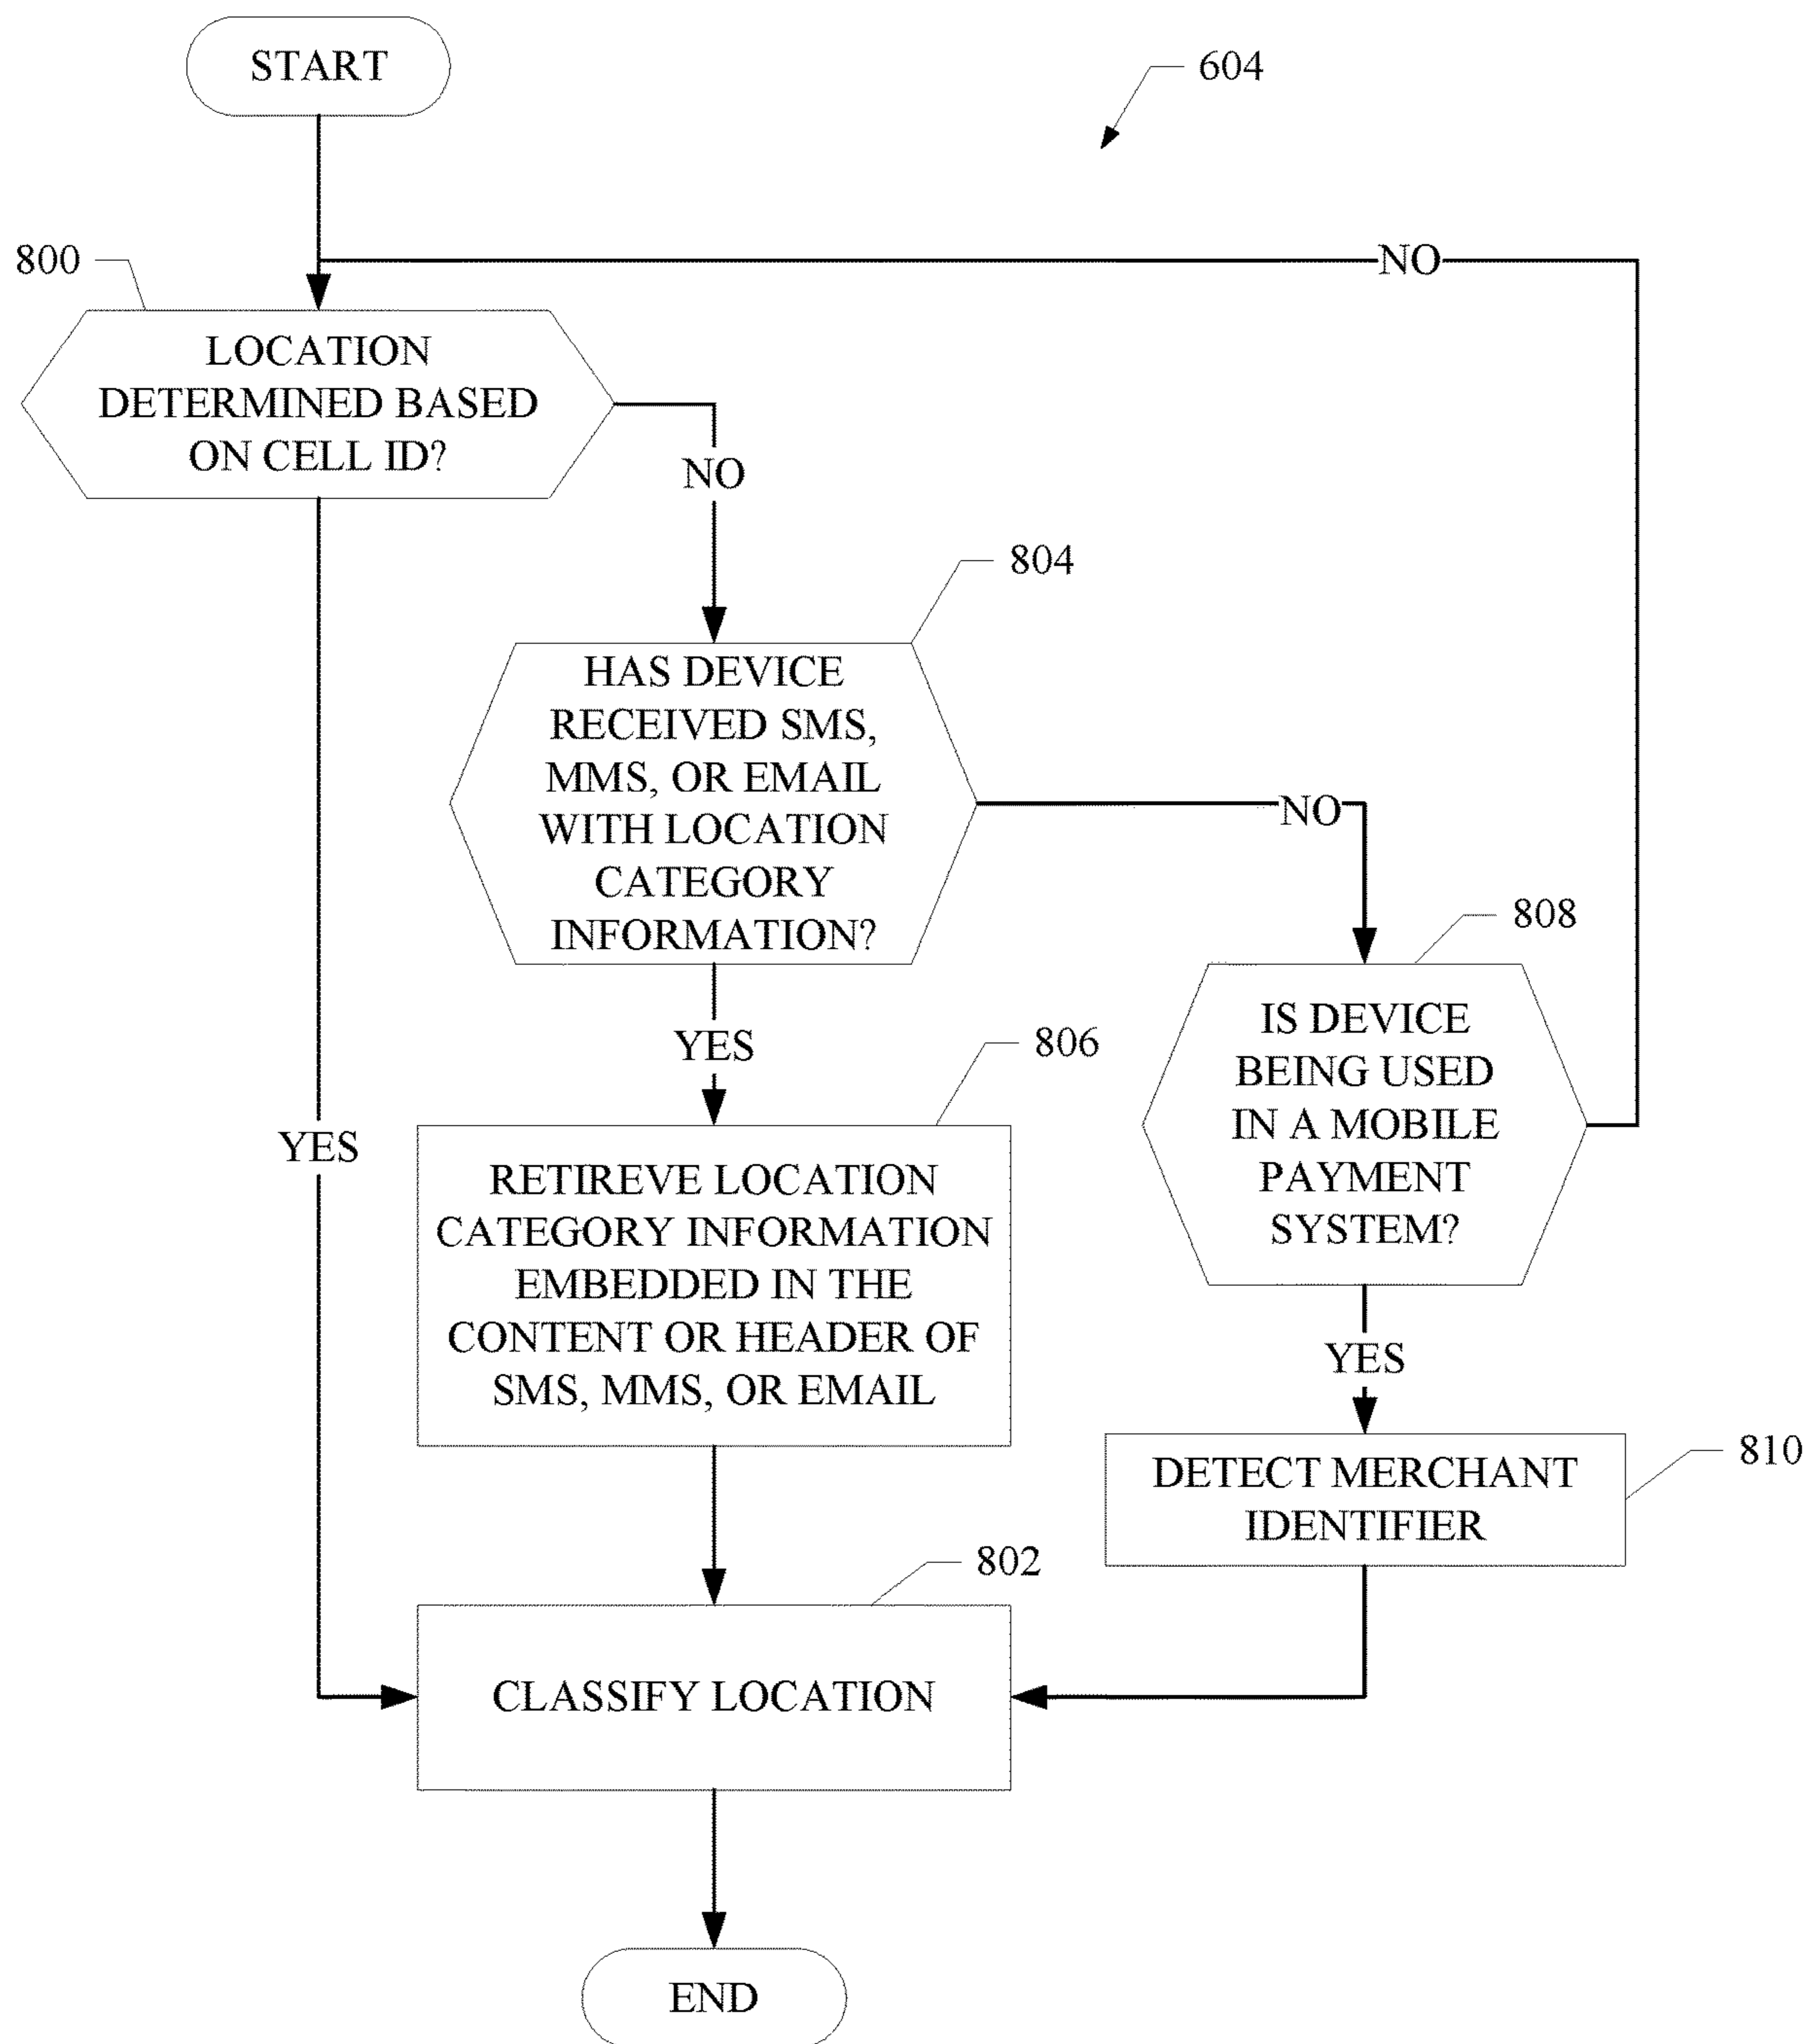 START
604
NO
800
LOCATION
DETERMINED BASED
ON CELL ID?
NO
804
HAS DEVICE
RECEIVED SMS,
MMS, OR EMAIL
WITH LOCATION
CATEGORY
INFORMATION?
NO
808
IS DEVICE
BEING USED
IN A MOBILE
PAYMENT
SYSTEM?
YES
806
YES
RETIREVE LOCATION
CATEGORY INFORMATION
EMBEDDED IN THE
CONTENT OR HEADER OF
SMS, MMS, OR EMAIL
YES
810
DETECT MERCHANT
IDENTIFIER
802
CLASSIFY LOCATION
END